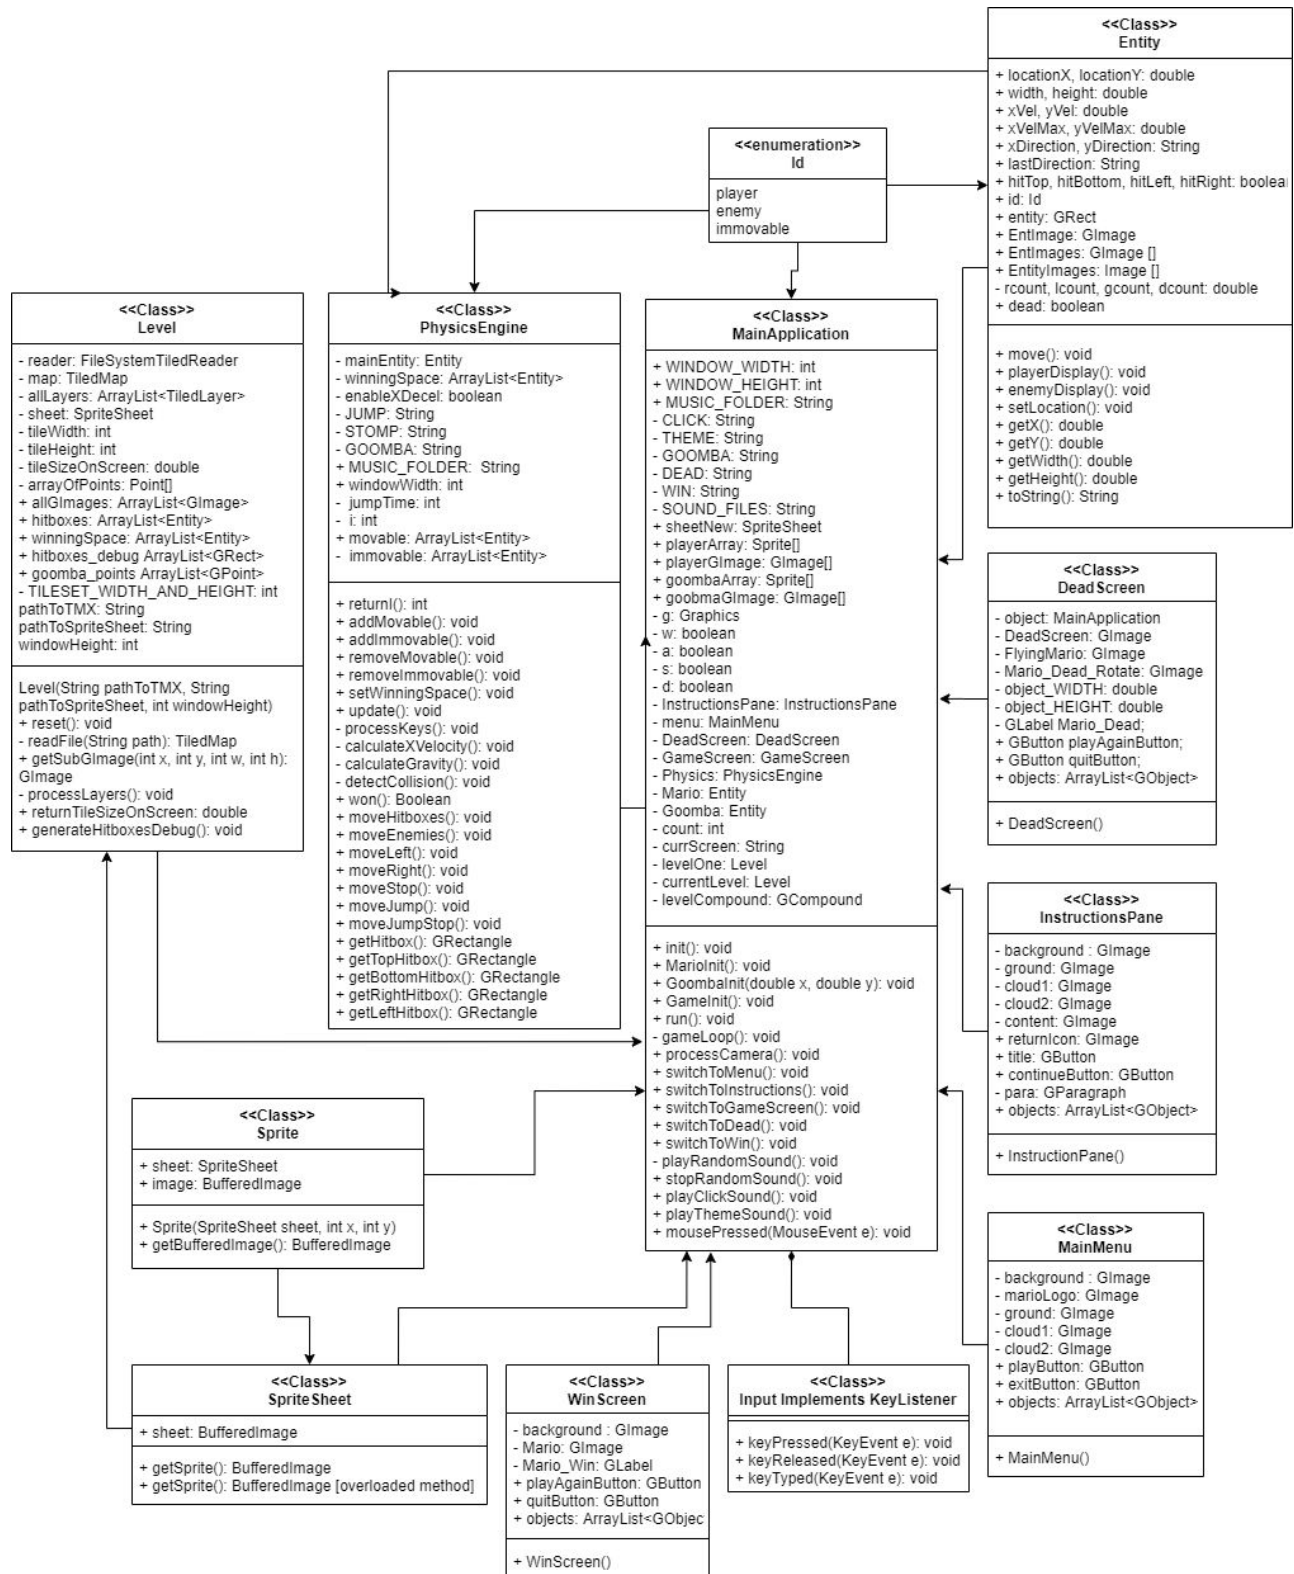 <<Class>>
Entity
+ locationX, locationY: double
+ width, height: double
+ xVel, yVel: double
+ xVelMax, yVelMax: double
+ xDirection, yDirection: String
+ lastDirection: String
+ hitTop, hitBottom, hitLeft, hitRight: boolea
+ id: Id
+ entity: GRect
+ EntImage: GImage
+ EntImages: GImage []
+ EntityImages: Image []
- rcount, lcount, gcount, dcount: double
+ dead: boolean
+ move(): void
+ playerDisplay(): void
+ enemyDisplay(): void
+ setLocation(): void
+ getX(): double
+ getY(): double
+ getWidth(): double
+ getHeight(): double
+ toString(): String
<<enumeration>>
Id
player
enemy
immovable
<<Class>>
Level
- reader: FileSystemTiledReader
- map: TiledMap
- allLayers: ArrayList<TiledLayer>
- sheet: SpriteSheet
- tileWidth: int
- tileHeight: int
- tileSizeOnScreen: double
- arrayOfPoints: Point[]
+ allGImages: ArrayList<GImage>
+ hitboxes: ArrayList<Entity>
+ winningSpace: ArrayList<Entity>
+ hitboxes_debug ArrayList<GRect>
+ goomba_points ArrayList<GPoint>
- TILESET_WIDTH_AND_HEIGHT: int
pathToTMX: String
pathToSpriteSheet: String
windowHeight: int
Level(String pathToTMX, String
pathToSpriteSheet, int windowHeight)
+ reset(): void
- readFile(String path): TiledMap
+ getSubGImage(int x, int y, int w, int h):
GImage
- processLayers(): void
+ returnTileSizeOnScreen: double
+ generateHitboxesDebug(): void
<<Class>>
PhysicsEngine
- mainEntity: Entity
- winningSpace: ArrayList<Entity>
- enableXDecel: boolean
- JUMP: String
- STOMP: String
- GOOMBA: String
+ MUSIC_FOLDER: String
+ windowWidth: int
- jumpTime: int
- i: int
+ movable: ArrayList<Entity>
- immovable: ArrayList<Entity>
+ returnI(): int
+ addMovable(): void
+ addImmovable(): void
+ removeMovable(): void
+ removeImmovable(): void
+ setWinningSpace(): void
+ update(): void
- processKeys(): void
- calculateXVelocity(): void
- calculateGravity(): void
- detectCollision(): void
+ won(): Boolean
+ moveHitboxes(): void
+ moveEnemies(): void
+ moveLeft(): void
+ moveRight(): void
+ moveStop(): void
+ moveJump(): void
+ moveJumpStop(): void
+ getHitbox(): GRectangle
+ getTopHitbox(): GRectangle
+ getBottomHitbox(): GRectangle
+ getRightHitbox(): GRectangle
+ getLeftHitbox(): GRectangle
<<Class>>
MainApplication
+ WINDOW_WIDTH: int
+ WINDOW_HEIGHT: int
+ MUSIC_FOLDER: String
- CLICK: String
- THEME: String
- GOOMBA: String
- DEAD: String
- WIN: String
- SOUND_FILES: String
+ sheetNew: SpriteSheet
+ playerArray: Sprite[]
+ playerGImage: GImage[]
+ goombaArray: Sprite[]
+ goobmaGImage: GImage[]
- g: Graphics
- w: boolean
- a: boolean
- s: boolean
- d: boolean
- InstructionsPane: InstructionsPane
- menu: MainMenu
- DeadScreen: DeadScreen
- GameScreen: GameScreen
- Physics: PhysicsEngine
- Mario: Entity
- Goomba: Entity
- count: int
- currScreen: String
- levelOne: Level
- currentLevel: Level
- levelCompound: GCompound
+ init(): void
+ MarioInit(): void
+ GoombaInit(double x, double y): void
+ GameInit(): void
+ run(): void
- gameLoop(): void
+ processCamera(): void
+ switchToMenu(): void
+ switchToInstructions(): void
+ switchToGameScreen(): void
+ switchToDead(): void
+ switchToWin(): void
- playRandomSound(): void
+ stopRandomSound(): void
+ playClickSound(): void
+ playThemeSound(): void
+ mousePressed(MouseEvent e): void
<<Class>>
DeadScreen
- object: MainApplication
- DeadScreen: GImage
- FlyingMario: GImage
- Mario_Dead_Rotate: GImage
- object_WIDTH: double
- object_HEIGHT: double
- GLabel Mario_Dead;
+ GButton playAgainButton;
+ GButton quitButton;
+ objects: ArrayList<GObject>
+ DeadScreen()
<<Class>>
InstructionsPane
- background : GImage
- ground: GImage
- cloud1: GImage
- cloud2: GImage
- content: GImage
+ returnIcon: GImage
+ title: GButton
+ continueButton: GButton
- para: GParagraph
+ objects: ArrayList<GObject>
+ InstructionPane()
<<Class>>
MainMenu
- background : GImage
- marioLogo: GImage
- ground: GImage
- cloud1: GImage
- cloud2: GImage
+ playButton: GButton
+ exitButton: GButton
+ objects: ArrayList<GObject>
+ MainMenu()
<<Class>>
Sprite
+ sheet: SpriteSheet
+ image: BufferedImage
+ Sprite(SpriteSheet sheet, int x, int y)
+ getBufferedImage(): BufferedImage
<<Class>>
SpriteSheet
+ sheet: BufferedImage
+ getSprite(): BufferedImage
+ getSprite(): BufferedImage [overloaded method]
<<Class>>
WinScreen
- background : GImage
- Mario: GImage
- Mario_Win: GLabel
+ playAgainButton: GButton
+ quitButton: GButton
+ objects: ArrayList<GObjec
+ WinScreen()
<<Class>>
Input Implements KeyListener
+ keyPressed(KeyEvent e): void
+ keyReleased(KeyEvent e): void
+ keyTyped(KeyEvent e): void